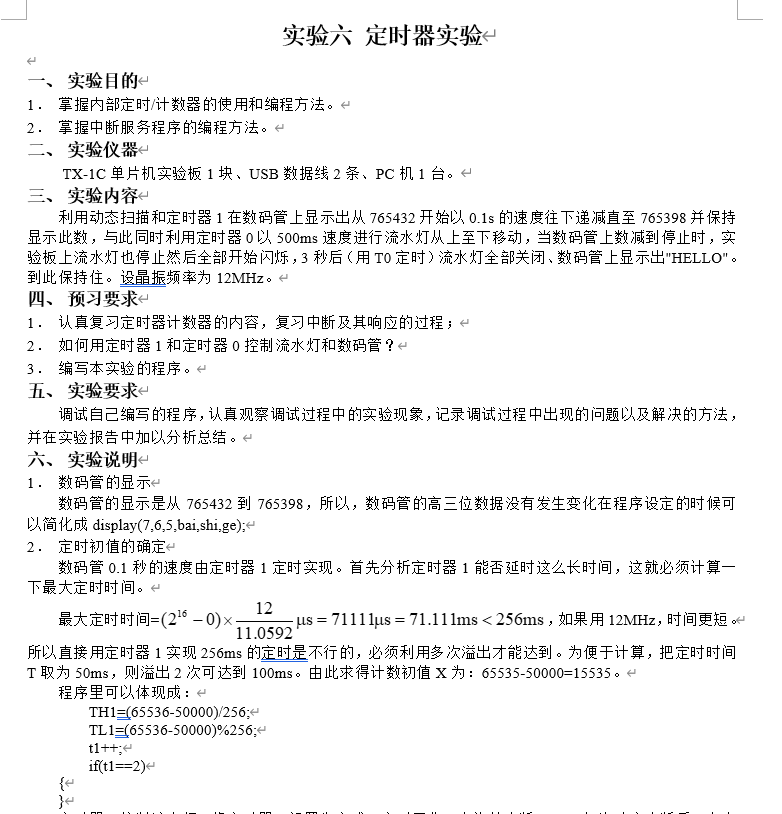 实验六 定时器实验
一、 实验目的
1. 掌握内部定时/计数器的使用和编程方法。
2. 掌握中断服务程序的编程方法。
二、 实验仪器
TX-1C 单片机实验板 1 块、USB 数据线 2 条、PC 机 1 台。
三、 实验内容
利用动态扫描和定时器 1 在数码管上显示出从 765432 开始以 0.1s 的速度往下递减直至 765398 并保持
显示此数，与此同时利用定时器 0 以 500ms 速度进行流水灯从上至下移动，当数码管上数减到停止时，实
验板上流水灯也停止然后全部开始闪烁，3 秒后（用 T0 定时）流水灯全部关闭、数码管上显示出"HELLO"。
到此保持住。设晶振频率为 12MHz。
四、 预习要求
1. 认真复习定时器计数器的内容，复习中断及其响应的过程；
2. 如何用定时器 1 和定时器 0 控制流水灯和数码管？
3. 编写本实验的程序。
五、 实验要求
调试自己编写的程序，认真观察调试过程中的实验现象，记录调试过程中出现的问题以及解决的方法，
并在实验报告中加以分析总结。
六、 实验说明
1. 数码管的显示
数码管的显示是从 765432 到 765398，所以，数码管的高三位数据没有发生变化在程序设定的时候可
以简化成 display(7,6,5,bai,shi,ge);
2. 定时初值的确定
数码管 0.1 秒的速度由定时器 1 定时实现。首先分析定时器 1 能否延时这么长时间，这就必须计算一
下最大定时时间。
最大定时时间=(2^16 − 0)× 12/11.0592 μs = 71111μs = 71.111ms < 256ms，如果用 12MHz，时间更短。
所以直接用定时器 1 实现 256ms 的定时是不行的，必须利用多次溢出才能达到。为便于计算，把定时时间
T 取为 50ms，则溢出 2 次可达到 100ms。由此求得计数初值 X 为：65535-50000=15535。
程序里可以体现成：
TH1=(65536-50000)/256;
TL1=(65536-50000)%256;
t1++;
if(t1==2)
{
}